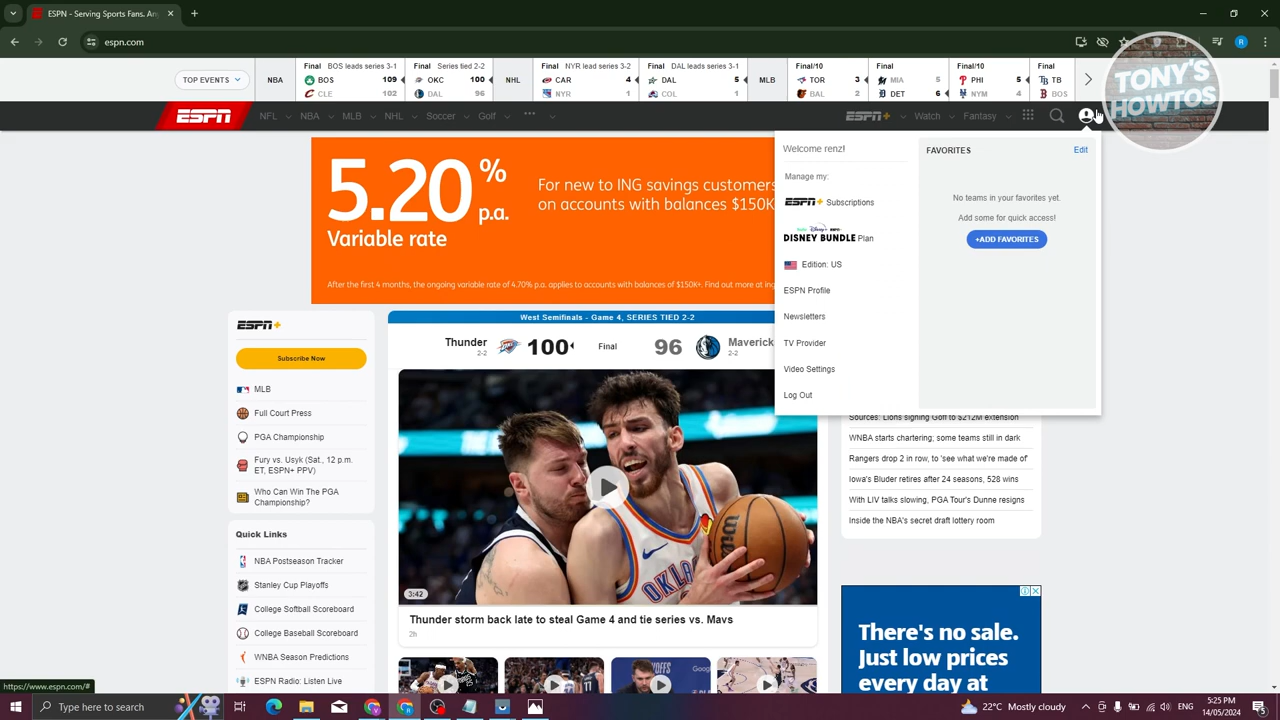 ESPN - Serving Sports Fans. Any
espn.com
R
TOP EVENTS
NBA
Final BOS leads series 3-1
BOS 109
CLE 102
Final Series tied 2-2
OKC 100
DAL 96
NHL
Final NYR lead series 3-2
CAR 4
NYR 1
Final DAL leads series 3-1
DAL 5
COL 1
MLB
Final/10
TOR 3
BAL 2
Final
MIA 5
DET 6
Final/10
PHI 5
NYM 4
Final
TB
BOS
TONY'S
HOWTOS
ESPN
NFL
NBA
MLB
NHL
Soccer
Golf
ESPN+
Watch
Fantasy
5.20% p.a.
Variable rate
For new to ING savings customers
on accounts with balances $150K
After the first 4 months, the ongoing variable rate of 4.70% p.a. applies to accounts with balances of $150K+. Find out more at ing
Welcome renz!
Manage my:
ESPN+ Subscriptions
hulu Disney+ ESPN+
DISNEY BUNDLE Plan
Edition: US
ESPN Profile
Newsletters
TV Provider
Video Settings
Log Out
FAVORITES
Edit
No teams in your favorites yet.
Add some for quick access!
+ADD FAVORITES
ESPN+
Subscribe Now
MLB
Full Court Press
PGA Championship
Fury vs. Usyk (Sat., 12 p.m.
ET, ESPN+ PPV)
Who Can Win The PGA
Championship?
Quick Links
NBA Postseason Tracker
Stanley Cup Playoffs
College Softball Scoreboard
College Baseball Scoreboard
WNBA Season Predictions
ESPN Radio: Listen Live
West Semifinals - Game 4, SERIES TIED 2-2
Thunder
2-2
100
Final
96
Maverick
2-2
OKLA
3:42
Thunder storm back late to steal Game 4 and tie series vs. Mavs
2h
Sources: Lions signing Goff to $212M extension
WNBA starts chartering; some teams still in dark
Rangers drop 2 in row, to 'see what we're made of'
Iowa's Bluder retires after 24 seasons, 528 wins
With LIV talks slowing, PGA Tour's Dunne resigns
Inside the NBA's secret draft lottery room
There's no sale.
Just low prices
every day at
https://www.espn.com/#
Type here to search
22°C Mostly cloudy
5:25 PM
14/05/2024